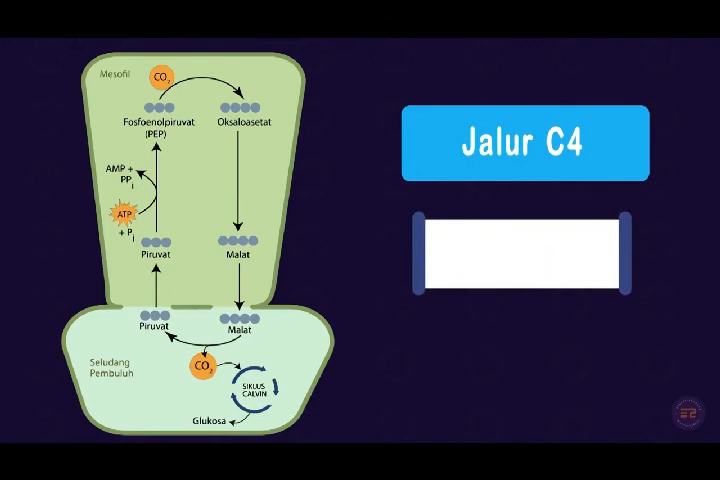 Mesofil
CO2
Fosfoenolpiruvat
(PEP)
Oksaloasetat
AMP +
PPi
ATP
+ Pi
Piruvat
Malat
Piruvat
Malat
Seludang
Pembuluh
CO2
SIKUUS
CALVIN
Glukosa
Jalur C4